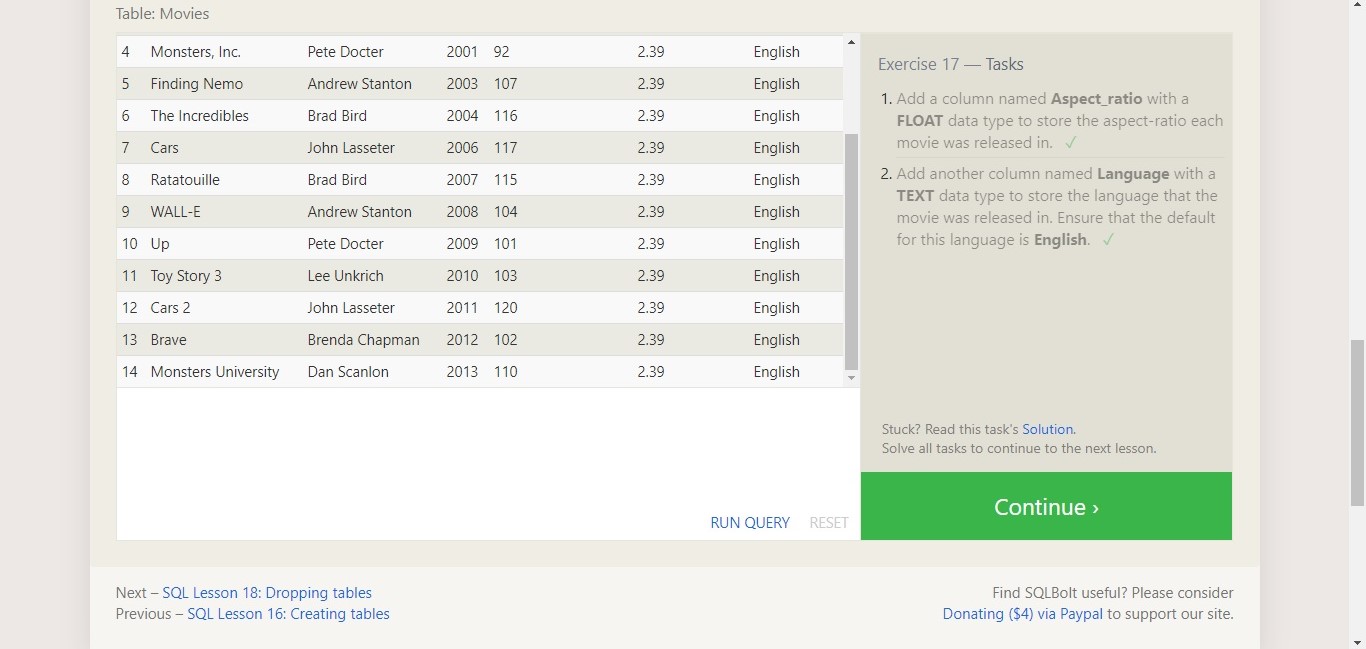 Table: Movies
4 Monsters, Inc. Pete Docter 2001 92 2.39 English
5 Finding Nemo Andrew Stanton 2003 107 2.39 English
6 The Incredibles Brad Bird 2004 116 2.39 English
7 Cars John Lasseter 2006 117 2.39 English
8 Ratatouille Brad Bird 2007 115 2.39 English
9 WALL-E Andrew Stanton 2008 104 2.39 English
10 Up Pete Docter 2009 101 2.39 English
11 Toy Story 3 Lee Unkrich 2010 103 2.39 English
12 Cars 2 John Lasseter 2011 120 2.39 English
13 Brave Brenda Chapman 2012 102 2.39 English
14 Monsters University Dan Scanlon 2013 110 2.39 English
RUN QUERY RESET
Exercise 17 — Tasks
1. Add a column named Aspect_ratio with a
FLOAT data type to store the aspect-ratio each
movie was released in. ✓
2. Add another column named Language with a
TEXT data type to store the language that the
movie was released in. Ensure that the default
for this language is English. ✓
Stuck? Read this task's Solution.
Solve all tasks to continue to the next lesson.
Continue ›
Next – SQL Lesson 18: Dropping tables
Previous – SQL Lesson 16: Creating tables
Find SQLBolt useful? Please consider
Donating ($4) via Paypal to support our site.